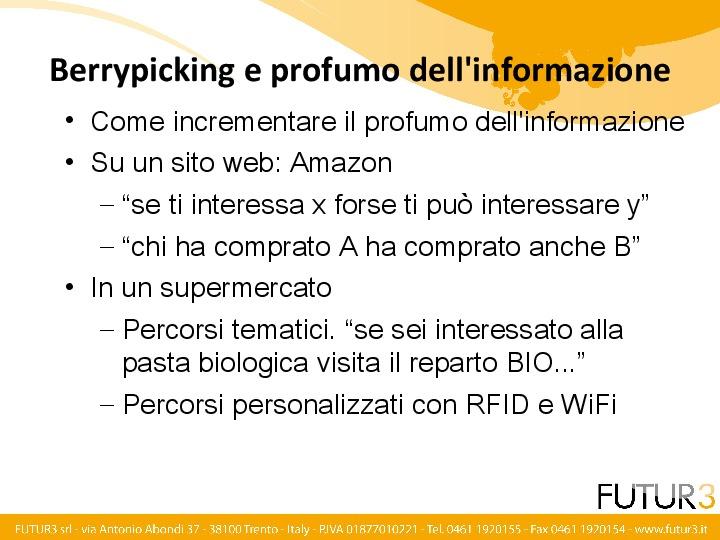 Berrypicking e profumo dell'informazione
• Come incrementare il profumo dell'informazione
• Su un sito web: Amazon
– “se ti interessa x forse ti può interessare y”
– “chi ha comprato A ha comprato anche B”
• In un supermercato
– Percorsi tematici. “se sei interessato alla
pasta biologica visita il reparto BIO...”
– Percorsi personalizzati con RFID e WiFi
FUTUR3
FUTUR3 srl - via Antonio Abondi 37 - 38100 Trento - Italy - P.IVA 01877010221 - Tel. 0461 1920155 - Fax 0461 1920154 - www.futur3.it